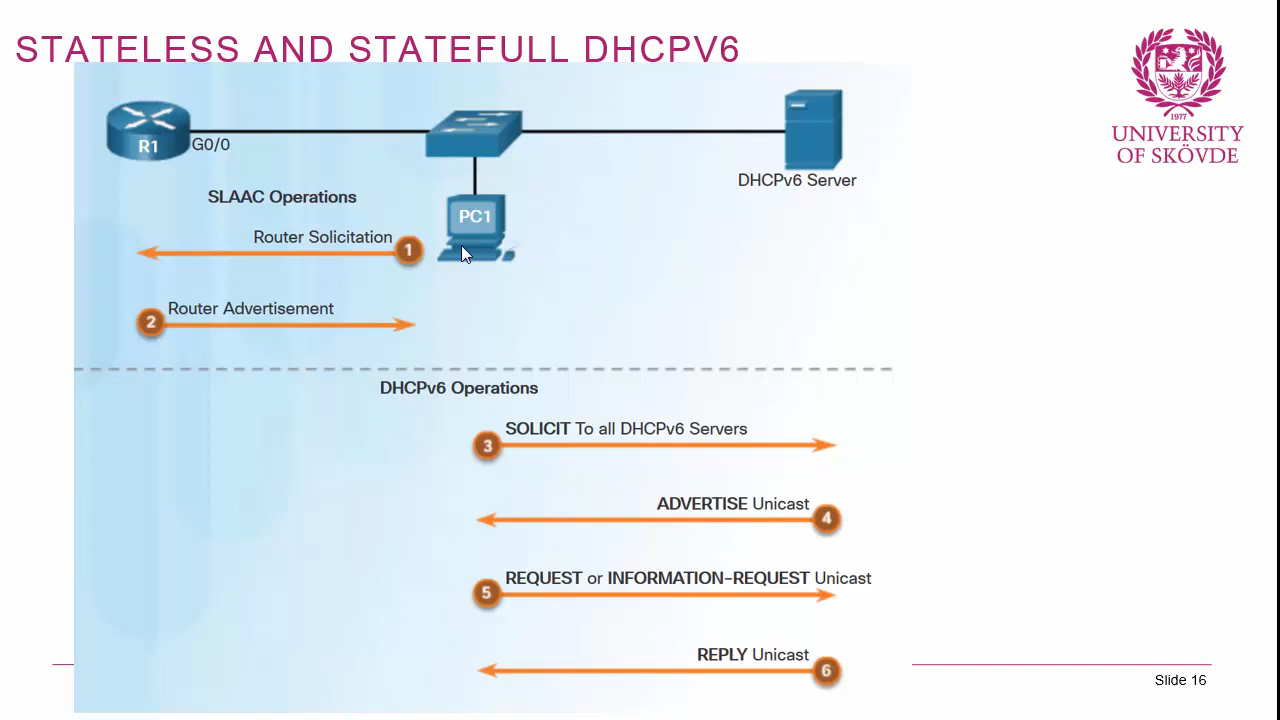 STATELESS AND STATEFULL DHCPV6
1977
UNIVERSITY
OF SKÖVDE
R1
G0/0
DHCPv6 Server
SLAAC Operations
PC1
Router Solicitation
1
Router Advertisement
2
DHCPv6 Operations
SOLICIT To all DHCPv6 Servers
3
ADVERTISE Unicast
4
REQUEST or INFORMATION-REQUEST Unicast
5
REPLY Unicast
6
Slide 16